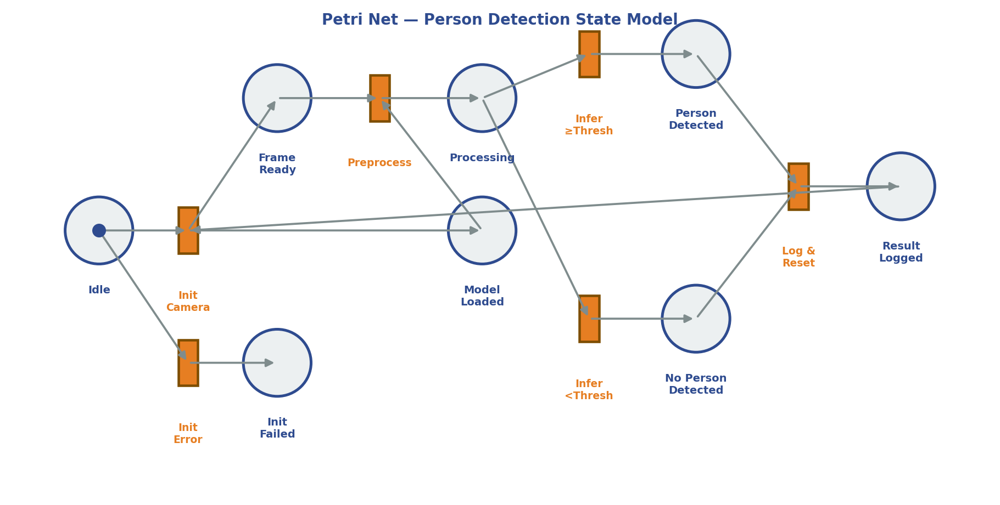 Petri Net — Person Detection State Model
Frame
Ready
Preprocess
Processing
Infer
≥Thresh
Person
Detected
Idle
Init
Camera
Model
Loaded
Log &
Reset
Result
Logged
Init
Error
Init
Failed
Infer
<Thresh
No Person
Detected